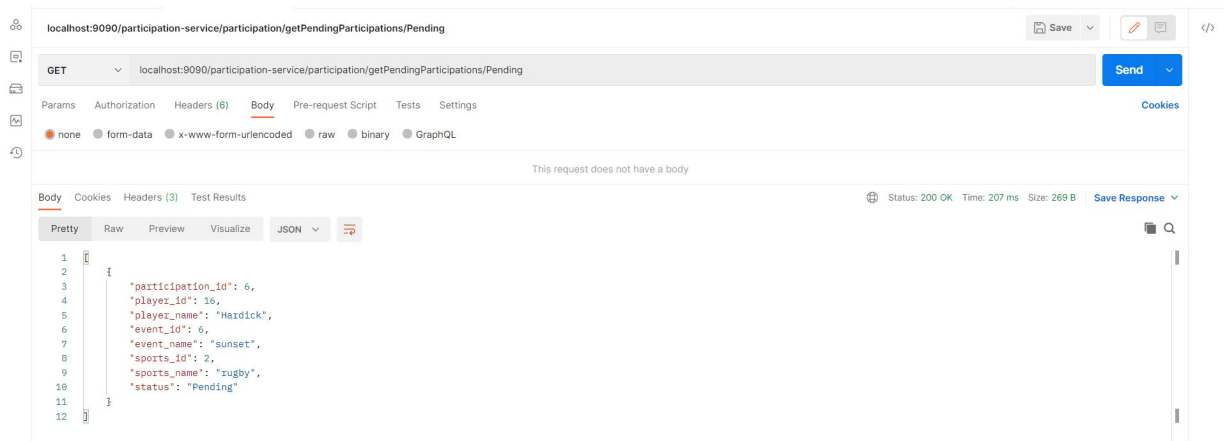 localhost:9090/participation-service/participation/getPendingParticipations/Pending
Save
</>
GET localhost:9090/participation-service/participation/getPendingParticipations/Pending Send
Params Authorization Headers (6) Body Pre-request Script Tests Settings Cookies
none form-data x-www-form-urlencoded raw binary GraphQL
This request does not have a body
Body Cookies Headers (3) Test Results Status: 200 OK Time: 207 ms Size: 269 B Save Response
Pretty Raw Preview Visualize JSON
1 [
2 {
3 "participation_id": 6,
4 "player_id": 16,
5 "player_name": "Hardick",
6 "event_id": 6,
7 "event_name": "sunset",
8 "sports_id": 2,
9 "sports_name": "rugby",
10 "status": "Pending"
11 }
12 ]